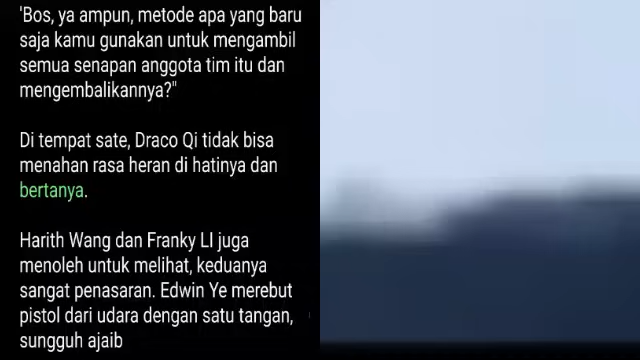 'Bos, ya ampun, metode apa yang baru
saja kamu gunakan untuk mengambil
semua senapan anggota tim itu dan
mengembalikannya?"
Di tempat sate, Draco Qi tidak bisa
menahan rasa heran di hatinya dan
bertanya.
Harith Wang dan Franky LI juga
menoleh untuk melihat, keduanya
sangat penasaran. Edwin Ye merebut
pistol dari udara dengan satu tangan,
sungguh ajaib